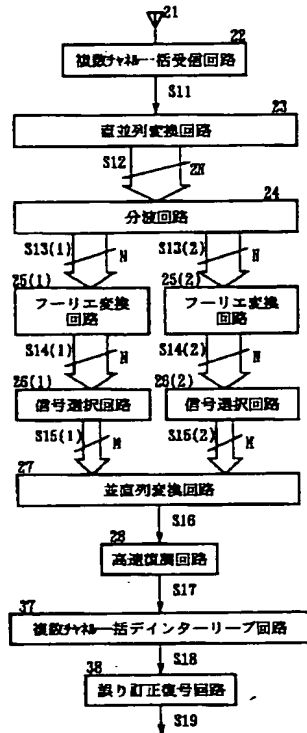 21
22
複数ﾁｬﾈﾙ一括受信回路
S11
23
直並列変換回路
S12
2N
24
分波回路
S13(1)
N
S13(2)
N
25(1)
25(2)
フーリエ変換
回路
フーリエ変換
回路
S14(1)
N
S14(2)
N
26(1)
26(2)
信号選択回路
信号選択回路
S15(1)
M
S15(2)
M
27
並直列変換回路
S16
28
高速復調回路
S17
37
複数ﾁｬﾈﾙ一括デインターリーブ回路
S18
38
誤り訂正復号回路
S19